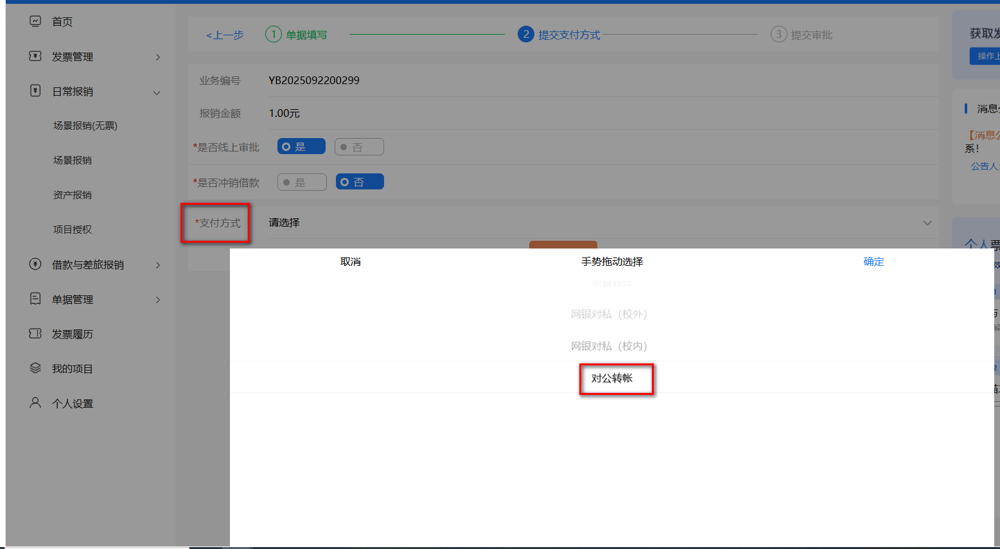 首页
发票管理
日常报销
场景报销(无票)
场景报销
资产报销
项目授权
借款与差旅报销
单据管理
发票履历
我的项目
个人设置
<上一步
1 单据填写
2 提交支付方式
3 提交审批
业务编号 YB2025092200299
报销金额 1.00元
*是否线上审批 是 否
*是否冲销借款 是 否
*支付方式 请选择
取消 手势拖动选择 确定
网银对私（校外）
网银对私（校内）
对公转帐
获取发
操作上
消息
【消息公
系！
公告人:
个人票